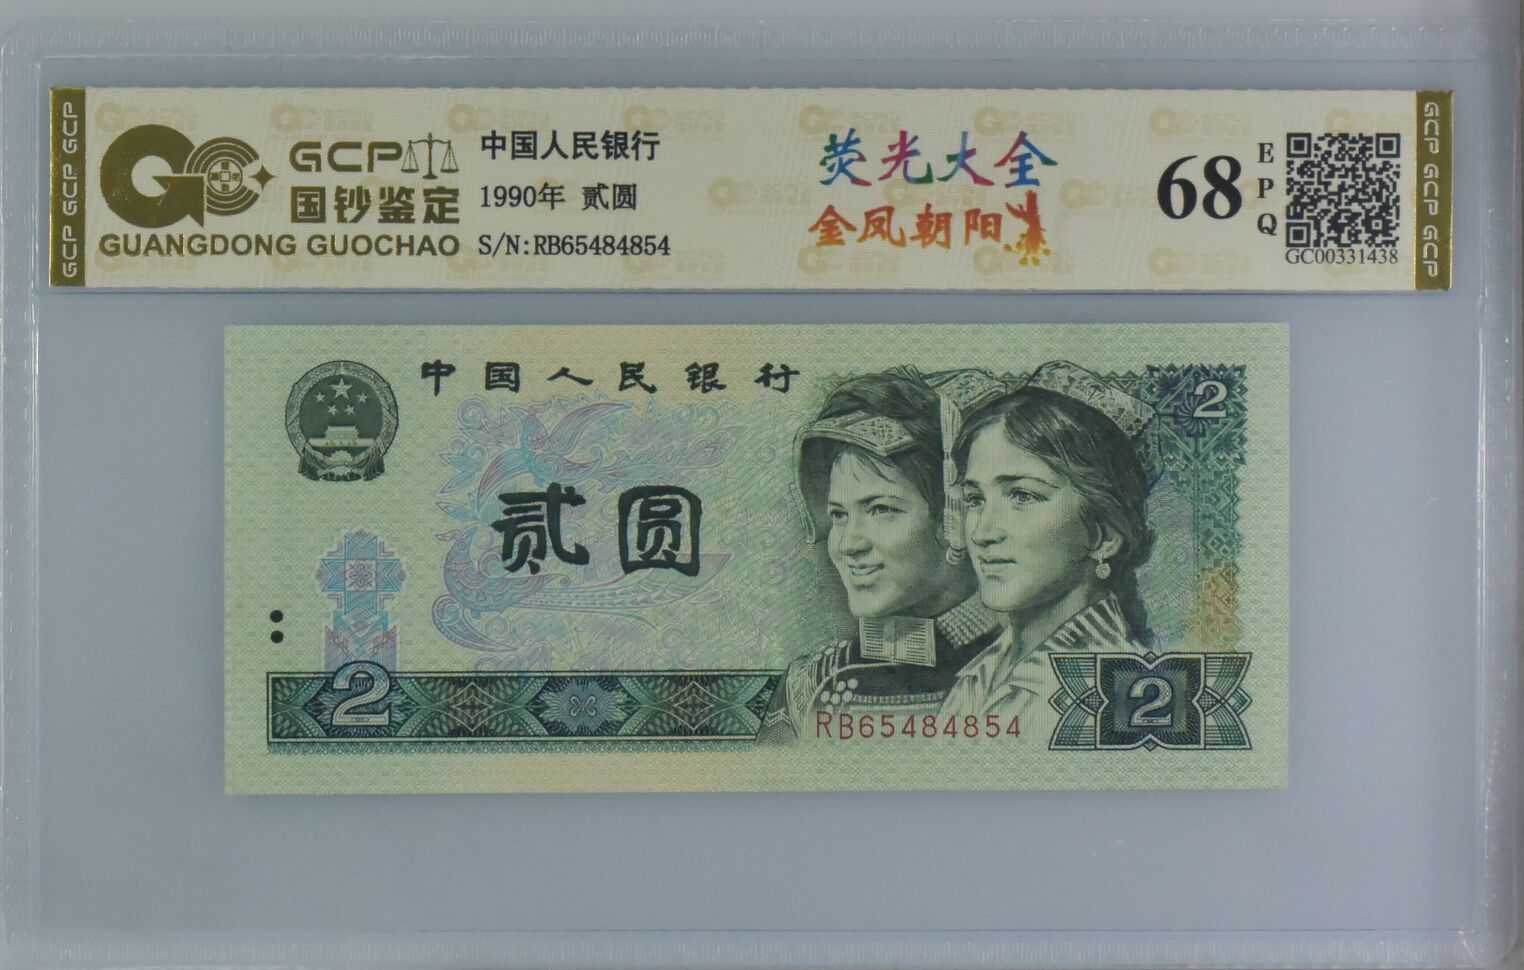 GCP GCP GCP
GCP
国钞鉴定
GUANGDONG GUOCHAO
中国人民银行
1990年 贰圆
S/N:RB65484854
荧光大全
金凤朝阳
68
EPQ
GC00331438
GCP GCP GCP
中国人民银行
2
贰圆
2
RB65484854
2